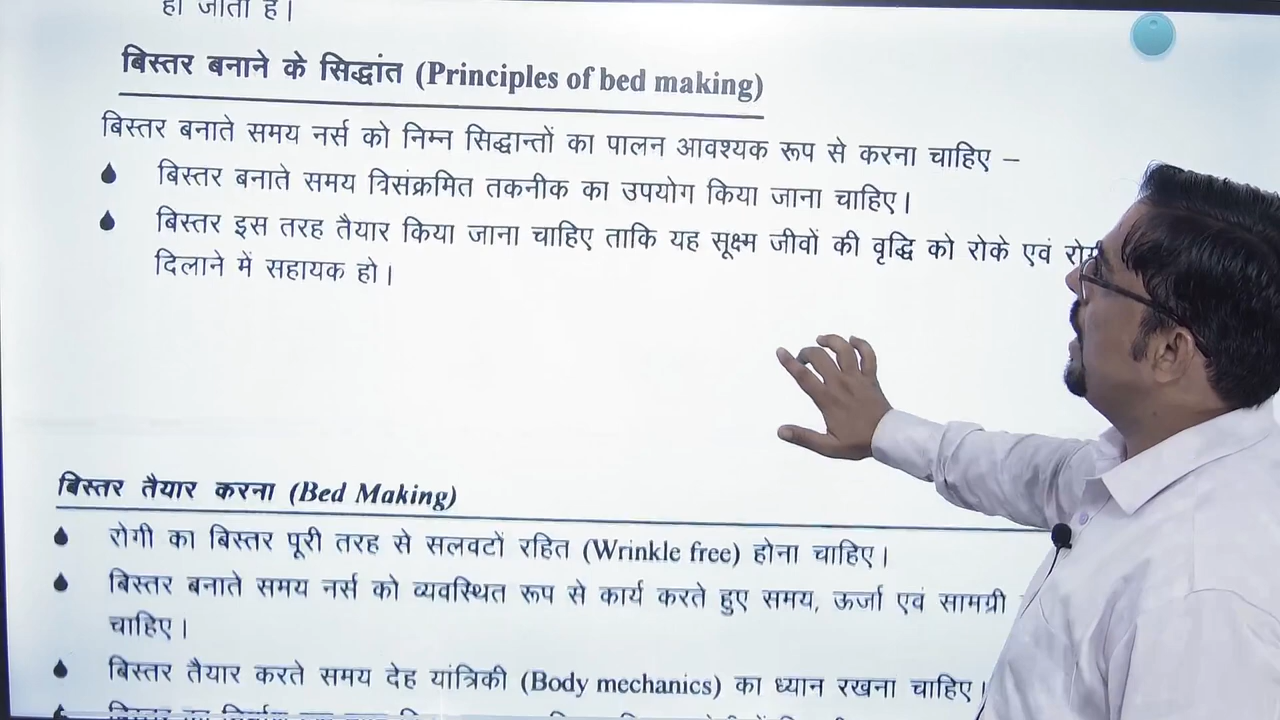 हो जाता है।
बिस्तर बनाने के सिद्धांत (Principles of bed making)
बिस्तर बनाते समय नर्स को निम्न सिद्धान्तों का पालन आवश्यक रूप से करना चाहिए –
बिस्तर बनाते समय त्रिसंक्रमित तकनीक का उपयोग किया जाना चाहिए।
बिस्तर इस तरह तैयार किया जाना चाहिए ताकि यह सूक्ष्म जीवों की वृद्धि को रोके एवं
दिलाने में सहायक हो।
बिस्तर तैयार करना (Bed Making)
रोगी का बिस्तर पूरी तरह से सलवटों रहित (Wrinkle free) होना चाहिए।
बिस्तर बनाते समय नर्स को व्यवस्थित रूप से कार्य करते हुए समय, ऊर्जा एवं सामग्री
चाहिए।
बिस्तर तैयार करते समय देह यांत्रिकी (Body mechanics) का ध्यान रखना चाहिए।